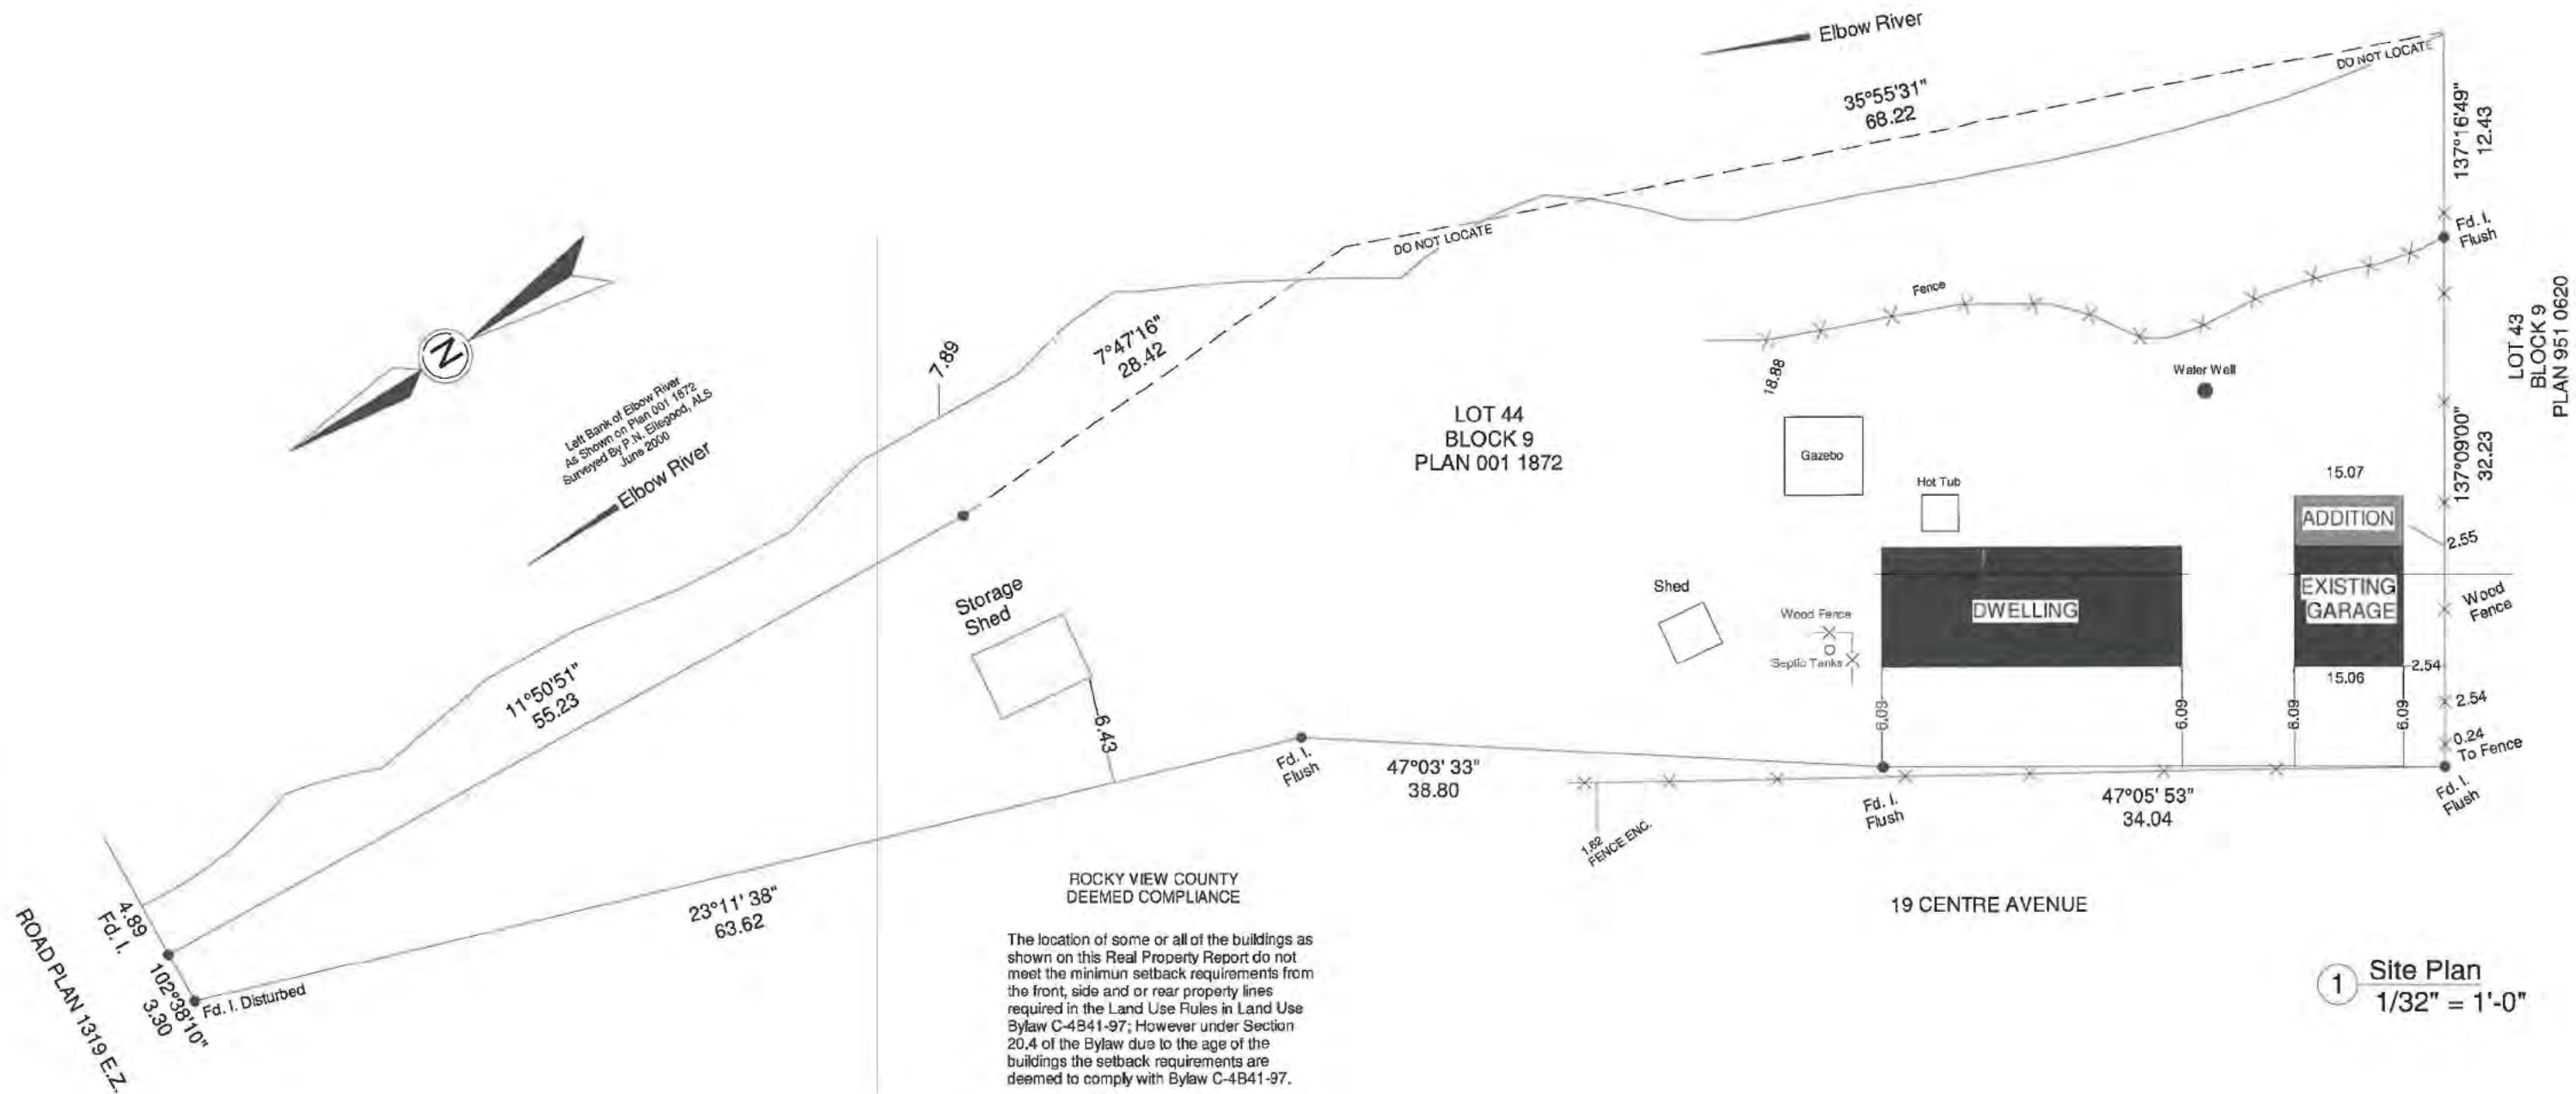 Elbow River
DO NOT LOCATE
35°55'31"
68.22
137°16'49"
12.43
Fd. I.
Flush
DO NOT LOCATE
Fence
7°47'16"
28.42
7.89
N
Left Bank of Elbow River
As Shown on Plan 001 1872
Surveyed By P.N. Ellegood, ALS
June 2000
Elbow River
18.88
Water Well
LOT 43
BLOCK 9
PLAN 951 0620
LOT 44
BLOCK 9
PLAN 001 1872
Gazebo
Hot Tub
137°09'00"
32.23
15.07
ADDITION
2.55
EXISTING
GARAGE
Wood
Fence
DWELLING
Shed
Wood Fence
Septic Tanks
Storage
Shed
2.54
15.06
2.54
6.09
6.09
6.09
6.09
0.24
To Fence
6.43
11°50'51"
55.23
Fd. I.
Flush
47°03' 33"
38.80
Fd. I.
Flush
47°05' 53"
34.04
Fd. I.
Flush
1.62
FENCE ENC.
23°11' 38"
63.62
4.89
Fd. I.
102°38'10"
3.30
Fd. I. Disturbed
ROAD PLAN 1319 E.Z.
ROCKY VIEW COUNTY
DEEMED COMPLIANCE
The location of some or all of the buildings as
shown on this Real Property Report do not
meet the minimun setback requirements from
the front, side and or rear property lines
required in the Land Use Rules in Land Use
Bylaw C-4B41-97; However under Section
20.4 of the Bylaw due to the age of the
buildings the setback requirements are
deemed to comply with Bylaw C-4B41-97.
19 CENTRE AVENUE
1 Site Plan
1/32" = 1'-0"